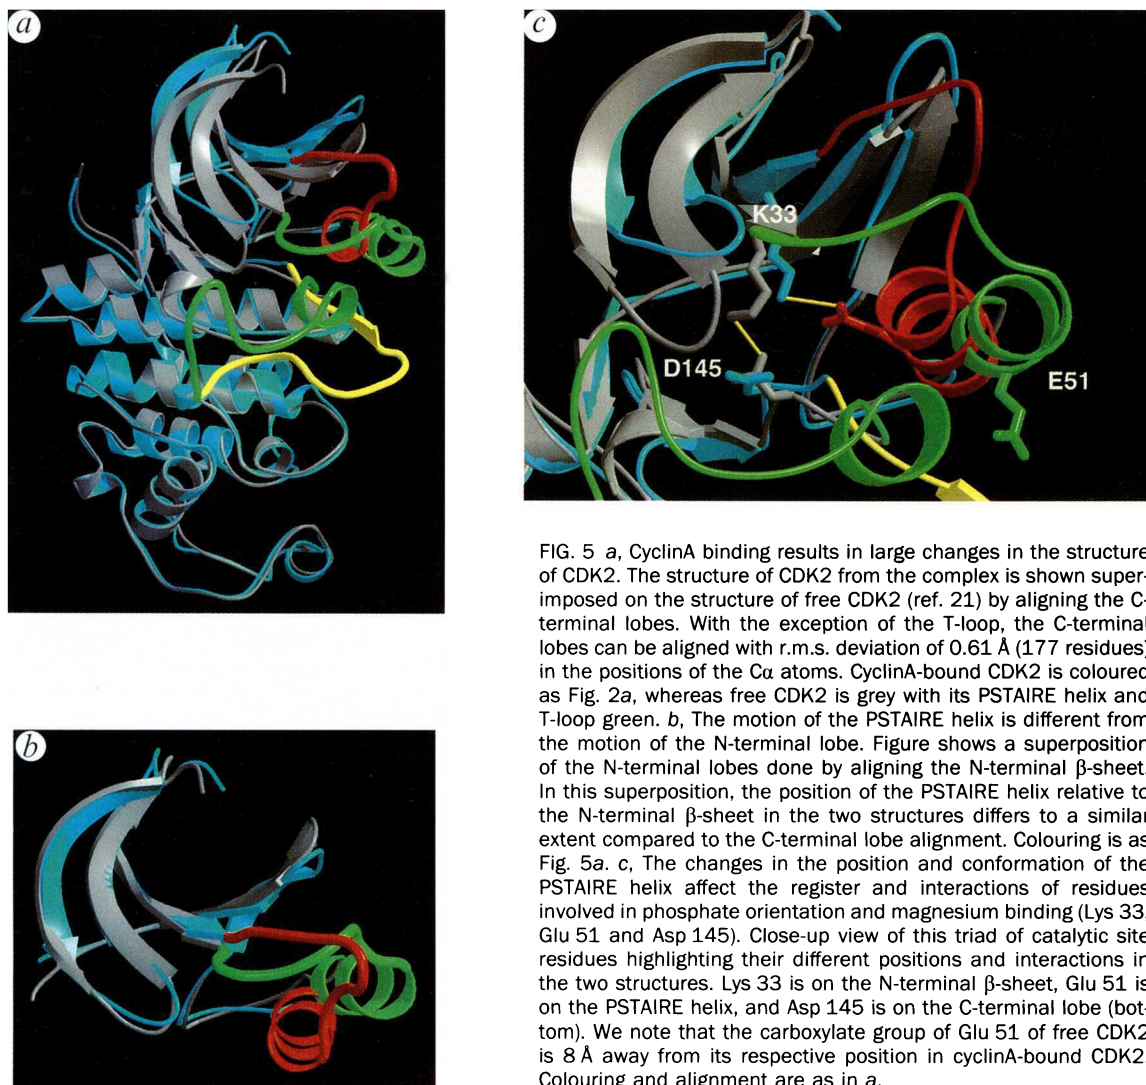 a
c
K33
D145
E51
b
FIG. 5 a, CyclinA binding results in large changes in the structure
of CDK2. The structure of CDK2 from the complex is shown super-
imposed on the structure of free CDK2 (ref. 21) by aligning the C-
terminal lobes. With the exception of the T-loop, the C-terminal
lobes can be aligned with r.m.s. deviation of 0.61 Å (177 residues)
in the positions of the Cα atoms. CyclinA-bound CDK2 is coloured
as Fig. 2a, whereas free CDK2 is grey with its PSTAIRE helix and
T-loop green. b, The motion of the PSTAIRE helix is different from
the motion of the N-terminal lobe. Figure shows a superposition
of the N-terminal lobes done by aligning the N-terminal β-sheet.
In this superposition, the position of the PSTAIRE helix relative to
the N-terminal β-sheet in the two structures differs to a similar
extent compared to the C-terminal lobe alignment. Colouring is as
Fig. 5a. c, The changes in the position and conformation of the
PSTAIRE helix affect the register and interactions of residues
involved in phosphate orientation and magnesium binding (Lys 33,
Glu 51 and Asp 145). Close-up view of this triad of catalytic site
residues highlighting their different positions and interactions in
the two structures. Lys 33 is on the N-terminal β-sheet, Glu 51 is
on the PSTAIRE helix, and Asp 145 is on the C-terminal lobe (bot-
tom). We note that the carboxylate group of Glu 51 of free CDK2
is 8 Å away from its respective position in cyclinA-bound CDK2.
Colouring and alignment are as in a.